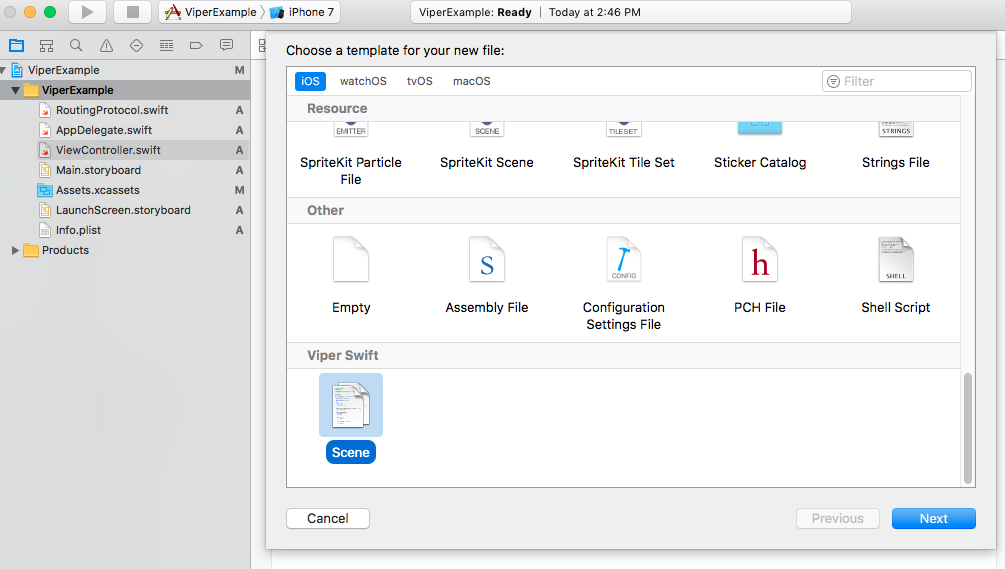 ViperExample
iPhone 7
ViperExample: Ready | Today at 2:46 PM
ViperExample M
ViperExample
RoutingProtocol.swift A
AppDelegate.swift A
ViewController.swift A
Main.storyboard A
Assets.xcassets M
LaunchScreen.storyboard A
Info.plist A
Products
Choose a template for your new file:
iOS watchOS tvOS macOS
Filter
Resource
EMITTER SCENE TILESET STRINGS
SpriteKit Particle
File
SpriteKit Scene
SpriteKit Tile Set
Sticker Catalog
Strings File
Other
S CONFIG h SHELL
Empty
Assembly File
Configuration
Settings File
PCH File
Shell Script
Viper Swift
Scene
Cancel
Previous
Next